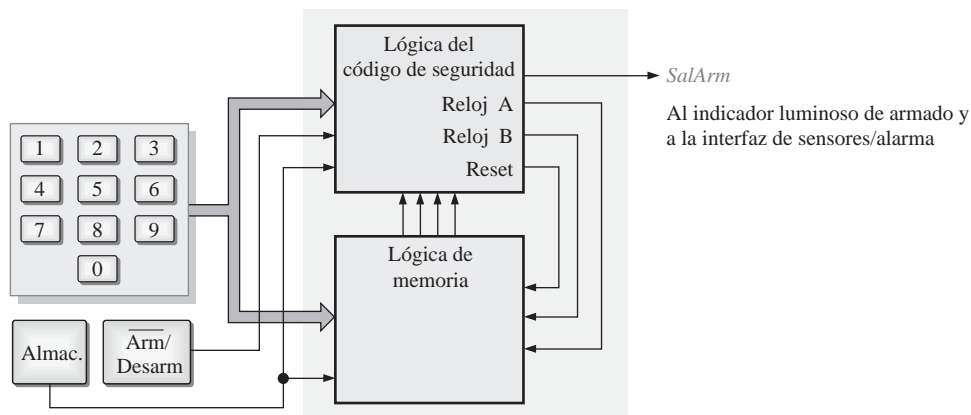 Lógica del
código de seguridad
SalArm
Reloj A
Al indicador luminoso de armado y
a la interfaz de sensores/alarma
Reloj B
Reset
1 2 3
4 5 6
7 8 9
0
Lógica de
memoria
Almac.
Arm/
Desarm